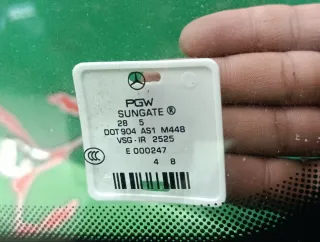 PGW
SUNGATE ®
28 5
DOT904 AS1 M448
VSG-IR 2525
E 000247
4 8